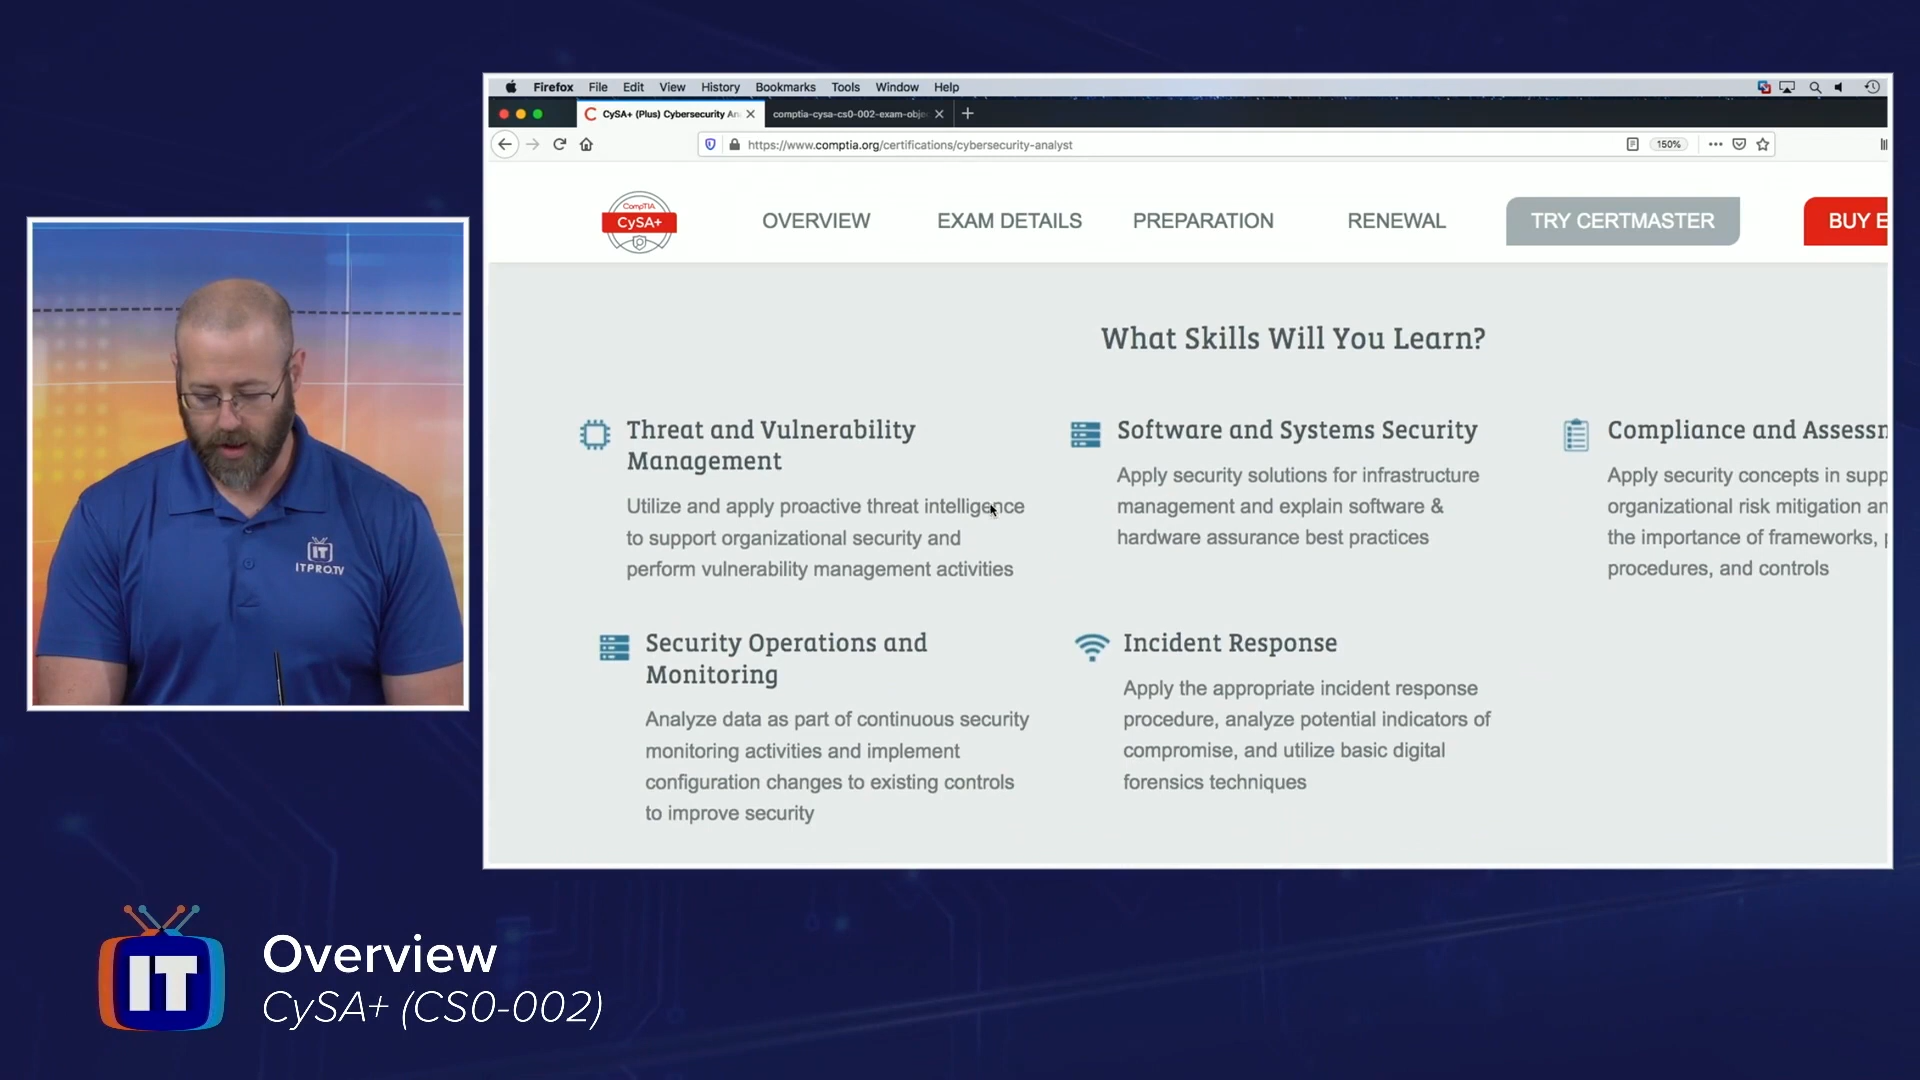 Firefox File Edit View History Bookmarks Tools Window Help
CySA+ (Plus) Cybersecurity An
comptia-cysa-cs0-002-exam-obje
https://www.comptia.org/certifications/cybersecurity-analyst
150%
CompTIA
CySA+
OVERVIEW
EXAM DETAILS
PREPARATION
RENEWAL
TRY CERTMASTER
BUY E
What Skills Will You Learn?
Threat and Vulnerability
Management
Utilize and apply proactive threat intelligence
to support organizational security and
perform vulnerability management activities
Software and Systems Security
Apply security solutions for infrastructure
management and explain software &
hardware assurance best practices
Compliance and Assessm
Apply security concepts in supp
organizational risk mitigation an
the importance of frameworks, p
procedures, and controls
Security Operations and
Monitoring
Analyze data as part of continuous security
monitoring activities and implement
configuration changes to existing controls
to improve security
Incident Response
Apply the appropriate incident response
procedure, analyze potential indicators of
compromise, and utilize basic digital
forensics techniques
IT
ITPRO.TV
IT
Overview
CySA+ (CS0-002)